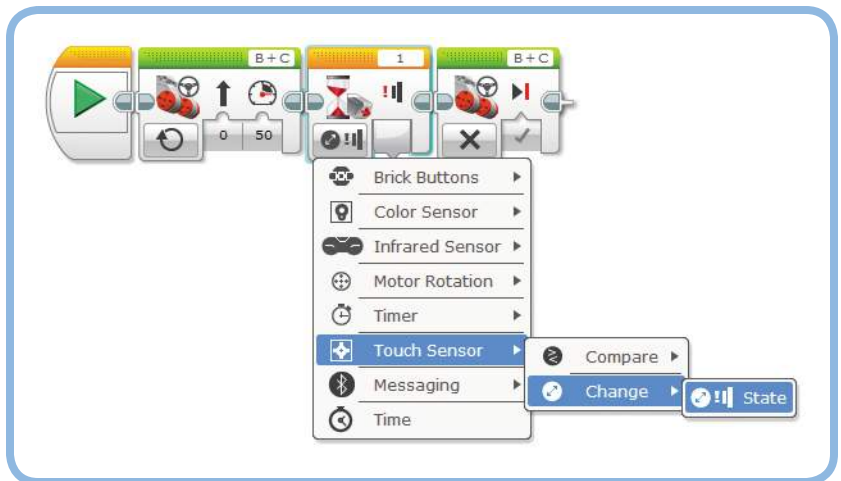 B+C 1 B+C
0 50
Brick Buttons
Color Sensor
Infrared Sensor
Motor Rotation
Timer
Touch Sensor
Compare
Messaging
Change
State
Time